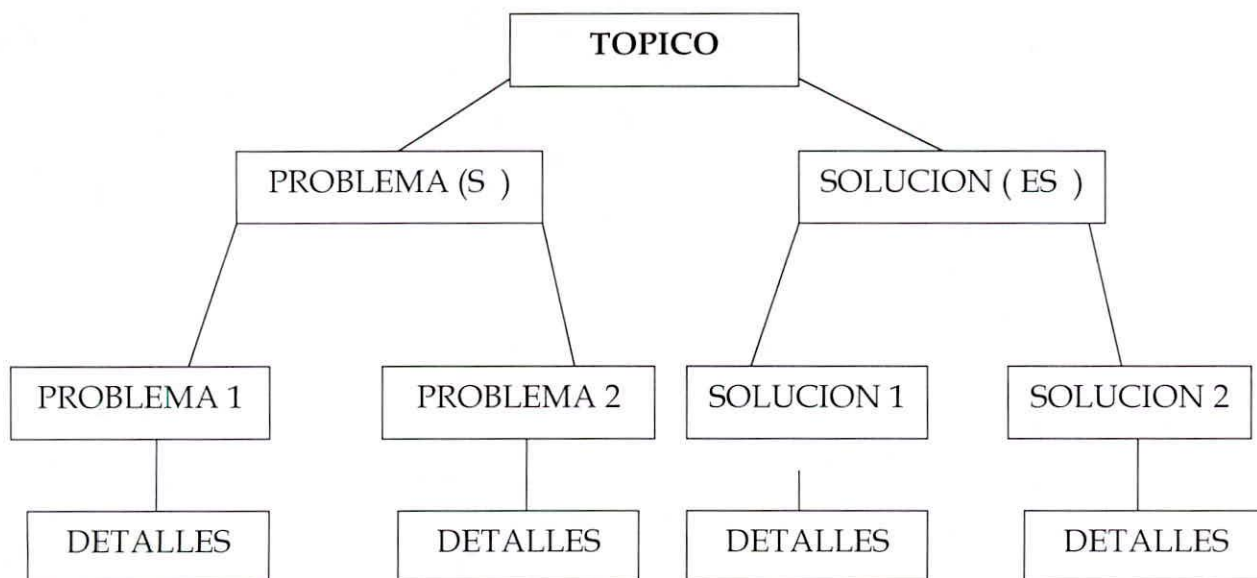 TOPICO
PROBLEMA (S )
SOLUCION ( ES )
PROBLEMA 1
PROBLEMA 2
SOLUCION 1
SOLUCION 2
DETALLES
DETALLES
DETALLES
DETALLES